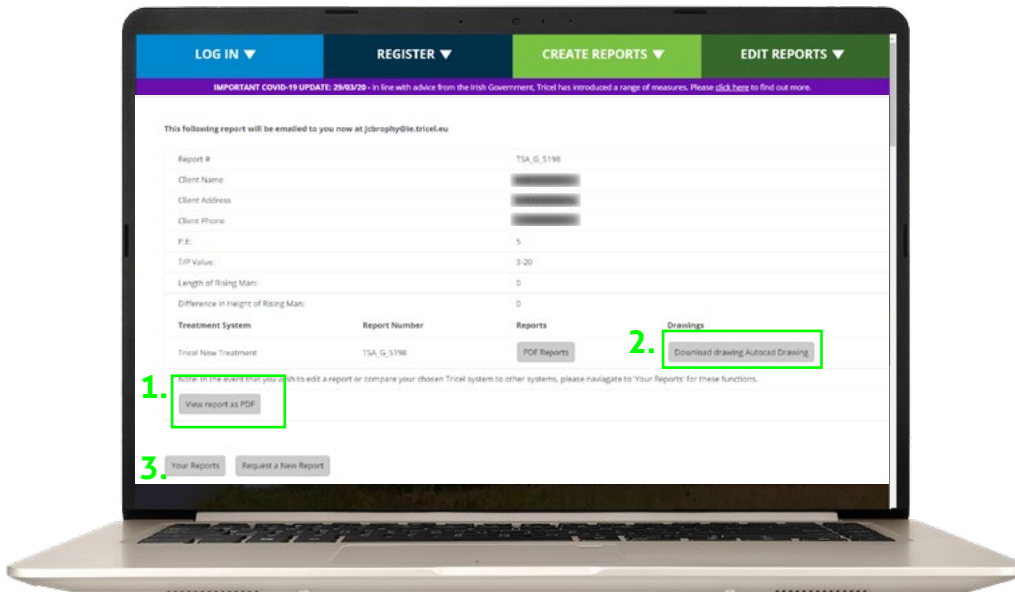 LOG IN ▼ REGISTER ▼ CREATE REPORTS ▼ EDIT REPORTS ▼
IMPORTANT COVID-19 UPDATE: 29/03/20 - In line with advice from the Irish Government, Tricel has introduced a range of measures. Please click here to find out more.
This following report will be emailed to you now at jcbrophy@ie.tricel.eu
Report # TSA_G_5198
Client Name
Client Address
Client Phone
P.E: 5
T/P Value: 3-20
Length of Rising Man: 0
Difference in Height of Rising Man: 0
Treatment System Report Number Reports Drawings
Tricel New Treatment TSA_G_5198 PDF Reports 2. Download drawing Autocad Drawing
Note: In the event that you wish to edit a report or compare your chosen Tricel system to other systems, please naviagate to 'Your Reports' for these functions.
1. View report as PDF
3. Your Reports Request a New Report